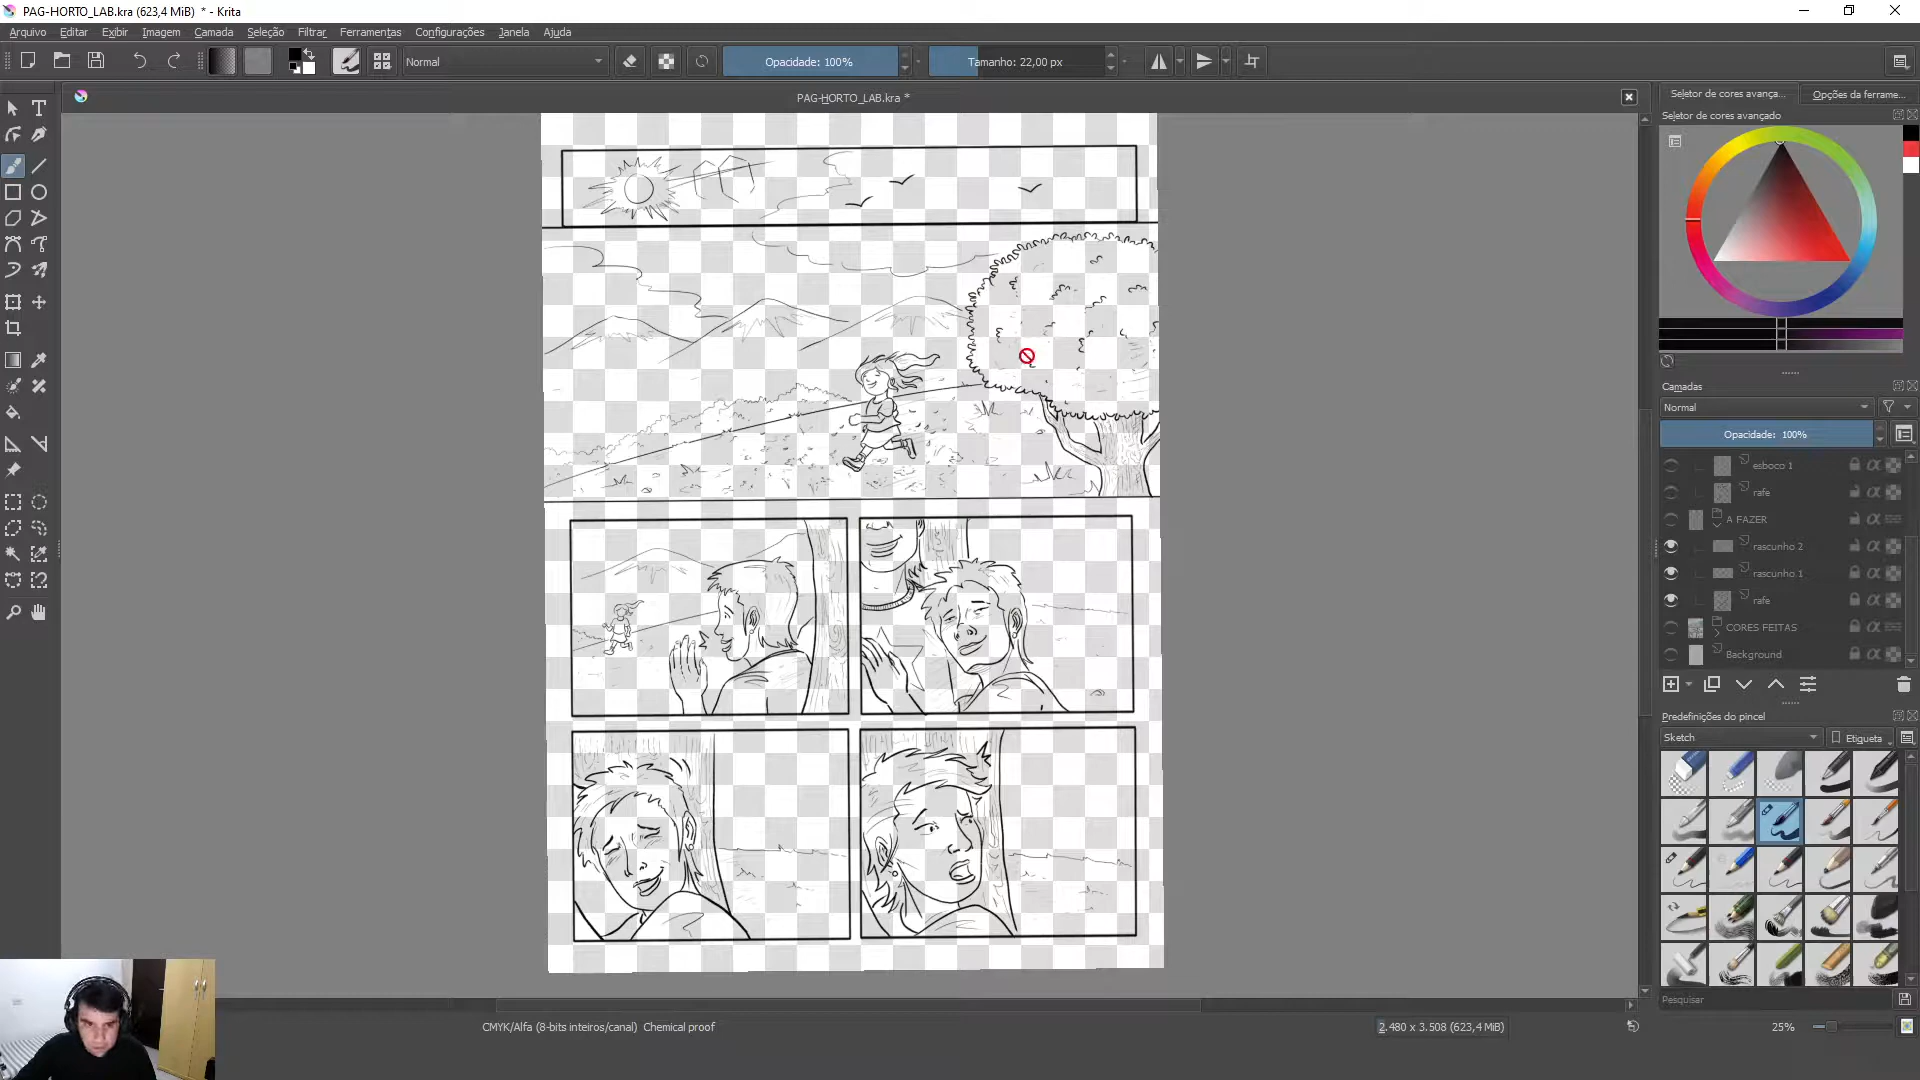 PAG-HORTO_LAB.kra (623,4 MiB) * - Krita
Arquivo Editar Exibir Imagem Camada Seleção Filtrar Ferramentas Configurações Janela Ajuda
Normal
Opacidade: 100%
Tamanho: 22,00 px
PAG-HORTO_LAB.kra *
Seletor de cores avança...
Opções da ferrame...
Seletor de cores avançado
Camadas
Normal
Opacidade: 100%
esboco 1
rafe
A FAZER
rascunho 2
rascunho 1
rafe
CORES FEITAS
Background
Predefinições do pincel
Sketch
Etiqueta
Pesquisar
CMYK/Alfa (8-bits inteiros/canal) Chemical proof
2.480 x 3.508 (623,4 MiB)
25%